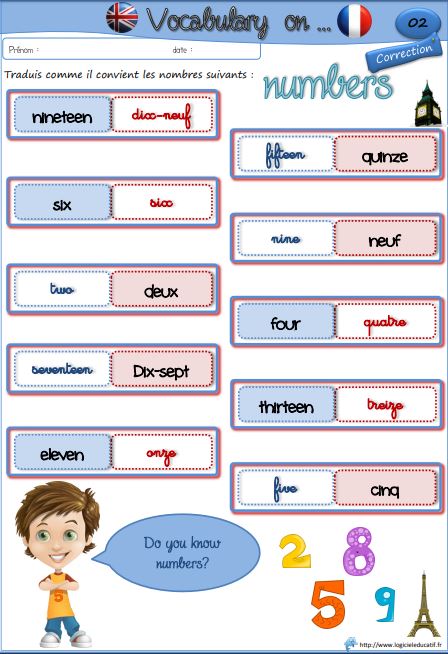 Vocabulary on ...
02
Prénom :
date :
Correction
Traduis comme il convient les nombres suivants :
numbers
nineteen dix-neuf
fifteen quinze
six six
nine neuf
two deux
four quatre
seventeen Dix-sept
thirteen treize
eleven onze
five cinq
Do you know
numbers?
2
8
5
9
http://www.logicieleducatif.fr